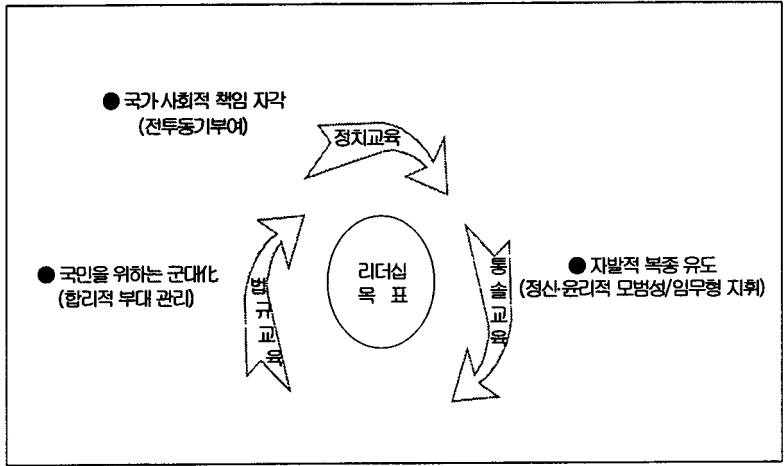 ● 국가·사회적 책임 자각
(전투동기부여)
정치교육
● 국민을 위하는 군대化
(합리적 부대 관리)
법규교육
리더십
목 표
통솔교육
● 자발적 복종 유도
(정신·윤리적 모범성/임무형 지휘)